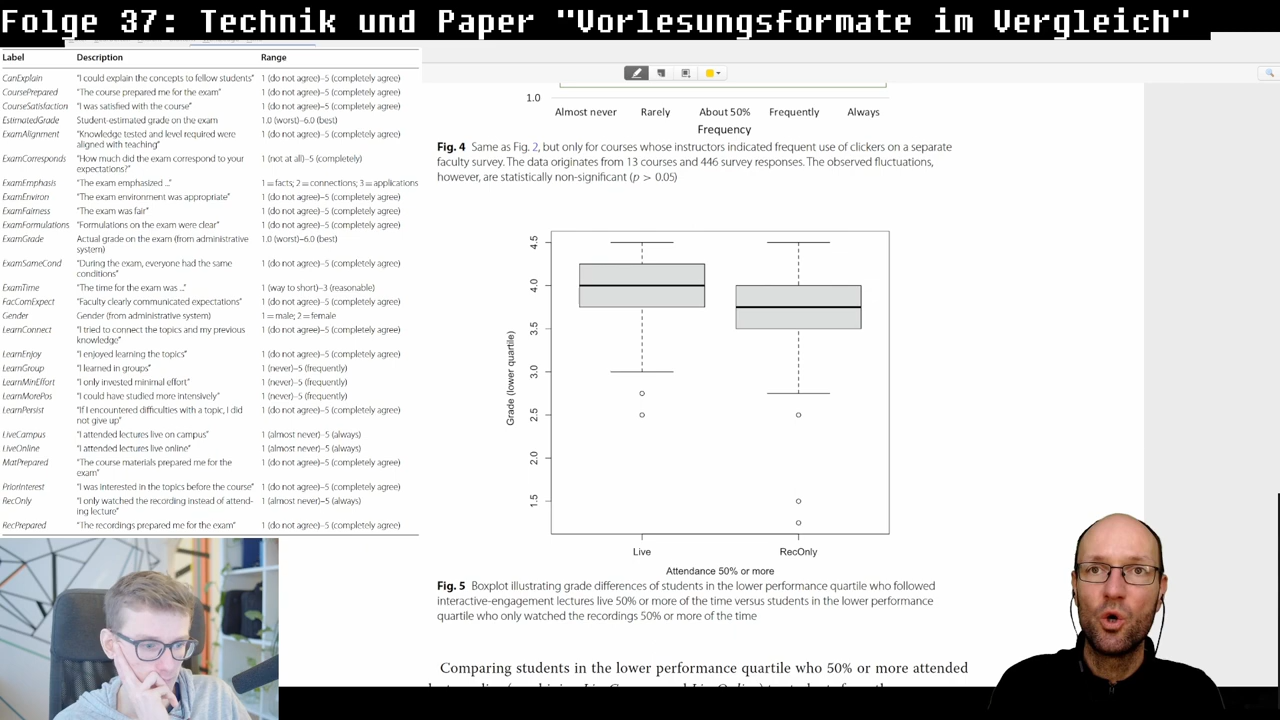 Folge 37: Technik und Paper "Vorlesungsformate im Vergleich"
Label Description Range
CanExplain "I could explain the concepts to fellow students" 1 (do not agree)–5 (completely agree)
CoursePrepared "The course prepared me for the exam" 1 (do not agree)–5 (completely agree)
CourseSatisfaction "I was satisfied with the course" 1 (do not agree)–5 (completely agree)
EstimatedGrade Student-estimated grade on the exam 1.0 (worst)–6.0 (best)
ExamAlignment "Knowledge tested and level required were 1 (do not agree)–5 (completely agree)
aligned with teaching"
ExamCorresponds "How much did the exam correspond to your 1 (not at all)–5 (completely)
expectations?"
ExamEmphasis "The exam emphasized ..." 1 = facts; 2 = connections; 3 = applications
ExamEnviron "The exam environment was appropriate" 1 (do not agree)–5 (completely agree)
ExamFairness "The exam was fair" 1 (do not agree)–5 (completely agree)
ExamFormulations "Formulations on the exam were clear" 1 (do not agree)–5 (completely agree)
ExamGrade Actual grade on the exam (from administrative 1.0 (worst)–6.0 (best)
system)
ExamSameCond "During the exam, everyone had the same 1 (do not agree)–5 (completely agree)
conditions"
ExamTime "The time for the exam was ..." 1 (way to short)–3 (reasonable)
FacComExpect "Faculty clearly communicated expectations" 1 (do not agree)–5 (completely agree)
Gender Gender (from administrative system) 1 = male; 2 = female
LearnConnect "I tried to connect the topics and my previous 1 (do not agree)–5 (completely agree)
knowledge"
LearnEnjoy "I enjoyed learning the topics" 1 (do not agree)–5 (completely agree)
LearnGroup "I learned in groups" 1 (never)–5 (frequently)
LearnMinEffort "I only invested minimal effort" 1 (never)–5 (frequently)
LearnMorePos "I could have studied more intensively" 1 (never)–5 (frequently)
LearnPersist "If I encountered difficulties with a topic, I did 1 (do not agree)–5 (completely agree)
not give up"
LiveCampus "I attended lectures live on campus" 1 (almost never)–5 (always)
LiveOnline "I attended lectures live online" 1 (almost never)–5 (always)
MatPrepared "The course materials prepared me for the 1 (do not agree)–5 (completely agree)
exam"
PriorInterest "I was interested in the topics before the course" 1 (do not agree)–5 (completely agree)
RecOnly "I only watched the recording instead of attend- 1 (almost never)–5 (always)
ing lecture"
RecPrepared "The recordings prepared me for the exam" 1 (do not agree)–5 (completely agree)
1.0
Almost never Rarely About 50% Frequently Always
Frequency
Fig. 4 Same as Fig. 2, but only for courses whose instructors indicated frequent use of clickers on a separate
faculty survey. The data originates from 13 courses and 446 survey responses. The observed fluctuations,
however, are statistically non-significant (p > 0.05)
Grade (lower quartile)
4.5
4.0
3.5
3.0
2.5
2.0
1.5
Live RecOnly
Attendance 50% or more
Fig. 5 Boxplot illustrating grade differences of students in the lower performance quartile who followed
interactive-engagement lectures live 50% or more of the time versus students in the lower performance
quartile who only watched the recordings 50% or more of the time
Comparing students in the lower performance quartile who 50% or more attended